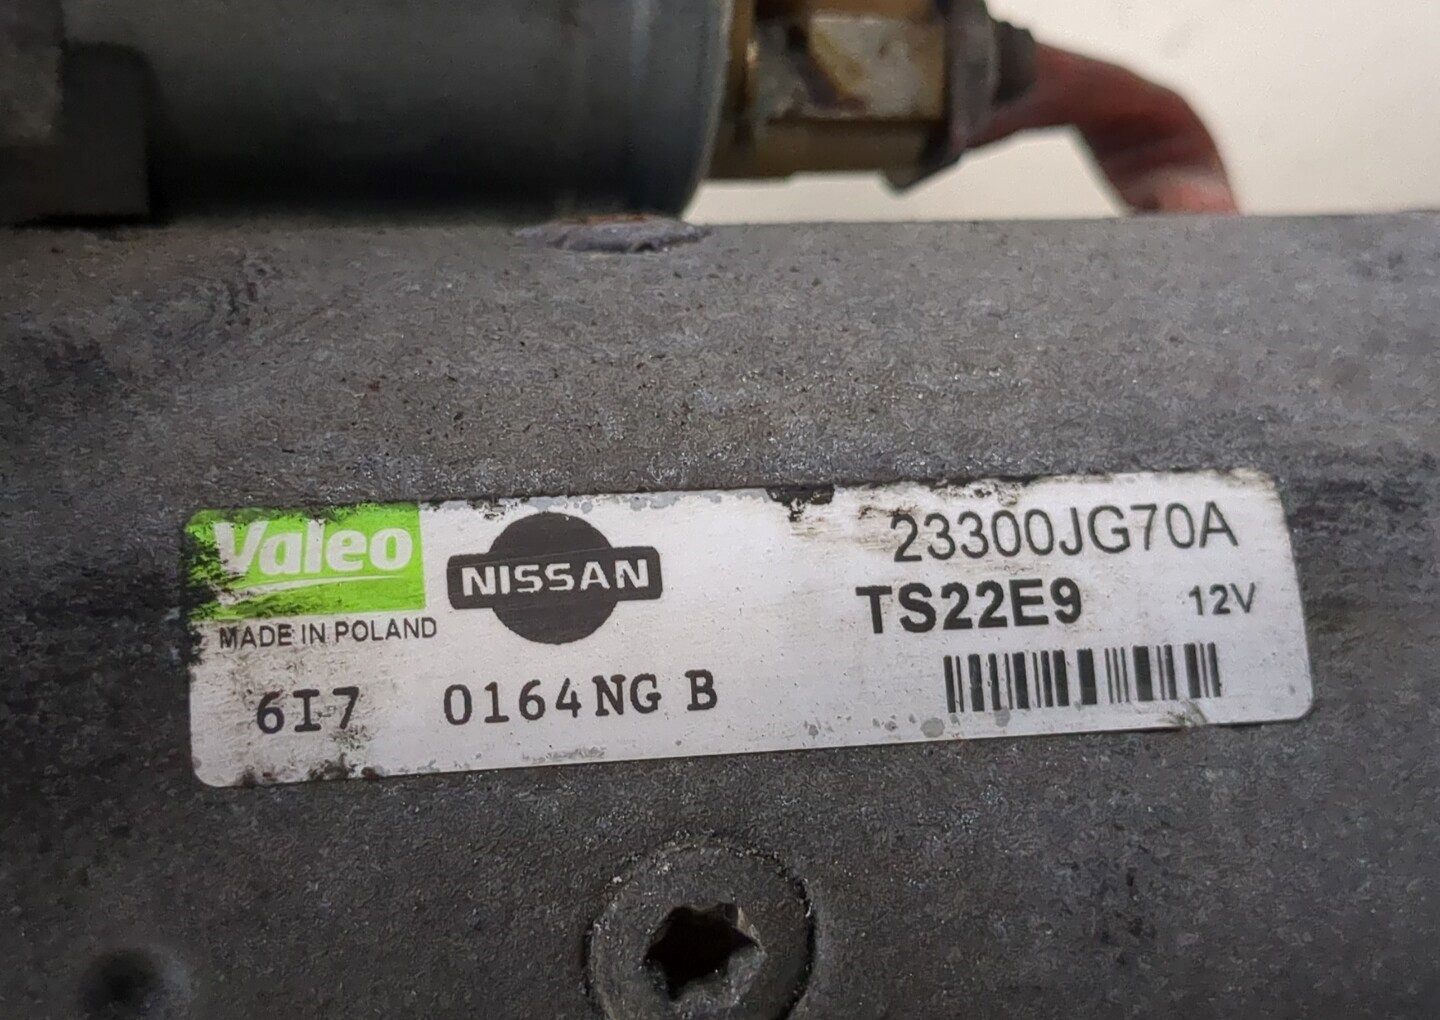 Valeo
NISSAN
MADE IN POLAND
23300JG70A
TS22E9 12V
6I7 0164NG B